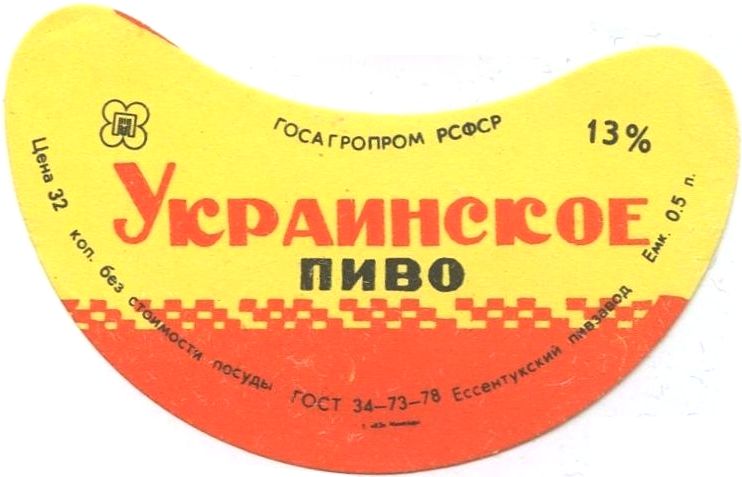 ГОСАГРОПРОМ РСФСР
13%
УКРАИНСКОЕ
ПИВО
Цена 32 коп. без стоимости посуды ГОСТ 34—73—78 Ессентукский пивзавод Емк. 0.5 л.